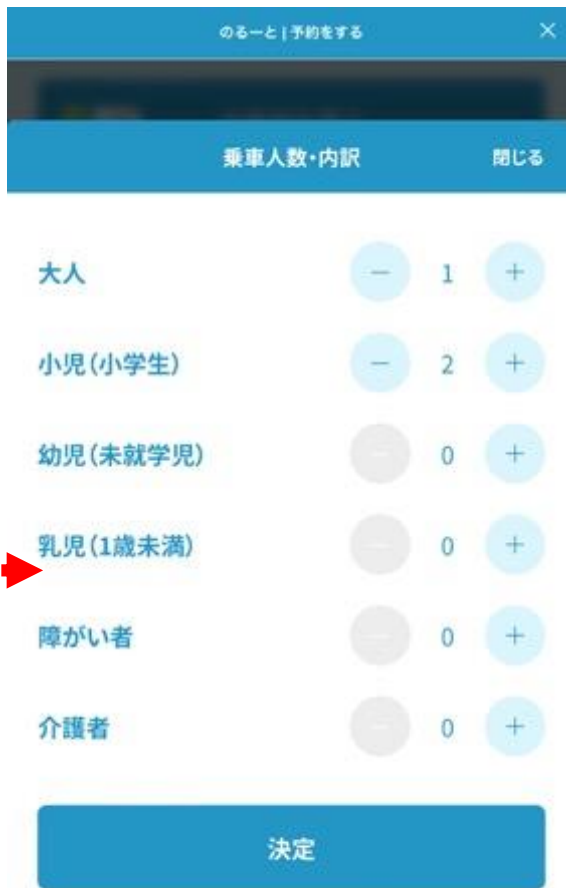 のるーと|予約をする ×
乗車人数・内訳 閉じる
大人 − 1 +
小児(小学生) − 2 +
幼児(未就学児) − 0 +
乳児(1歳未満) − 0 +
障がい者 − 0 +
介護者 − 0 +
決定